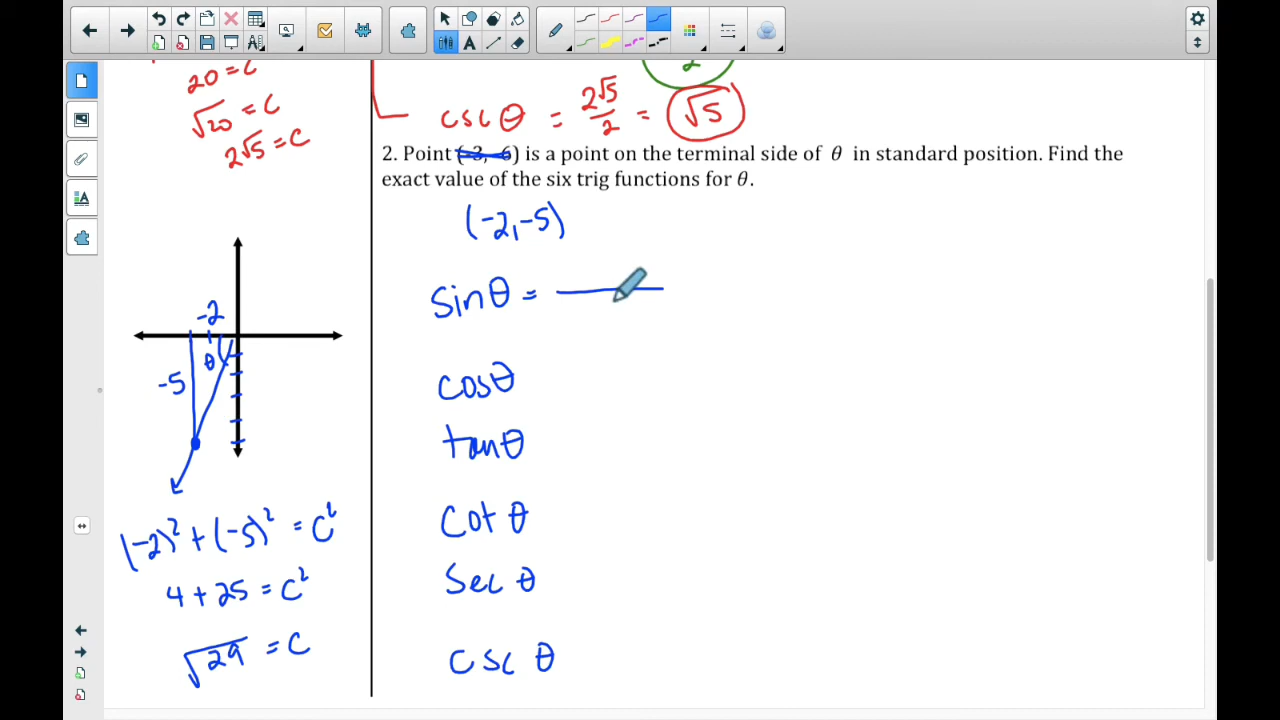 20 = C
√20 = C
2√5 = C
2
csc θ = 2√5/2 = √5
2. Point (-3, -6) is a point on the terminal side of θ in standard position. Find the
exact value of the six trig functions for θ.
(-2, -5)
sin θ =
cos θ
tan θ
cot θ
sec θ
csc θ
-2
θ
-5
(-2)² + (-5)² = C²
4 + 25 = C²
√29 = C